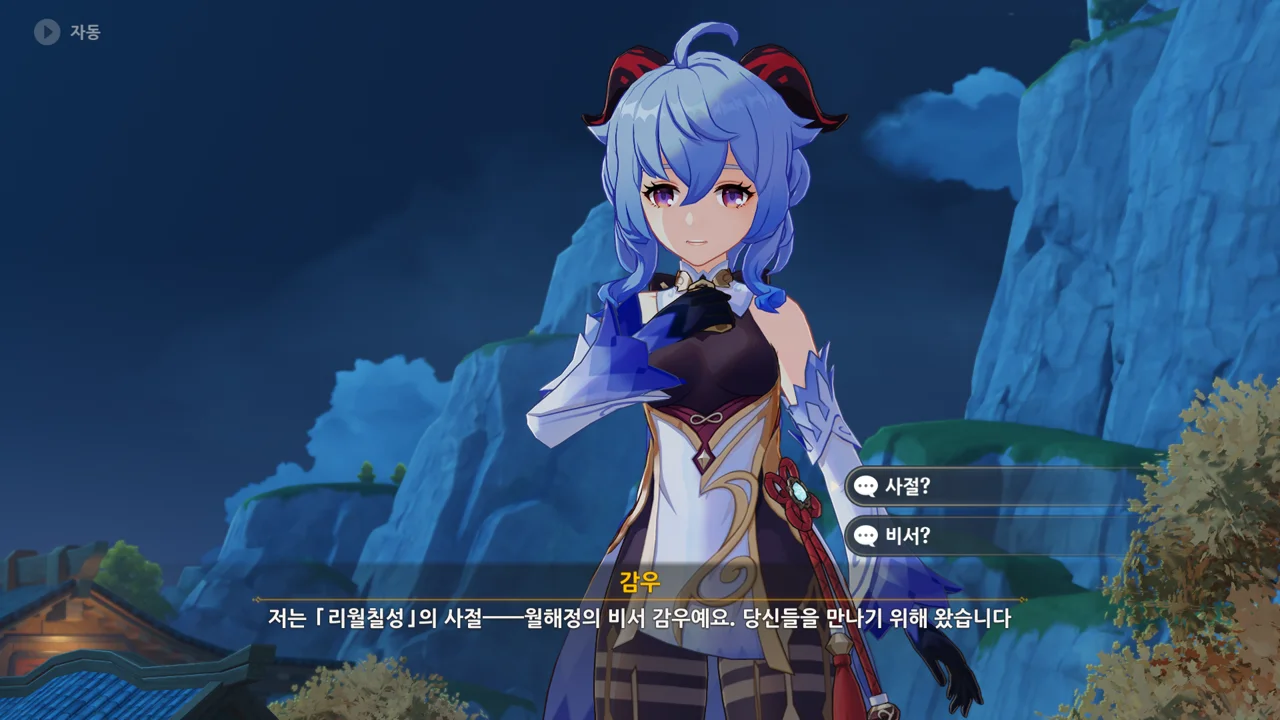 자동
사절?
비서?
감우
저는 「리월칠성」의 사절──월해정의 비서 감우예요. 당신들을 만나기 위해 왔습니다